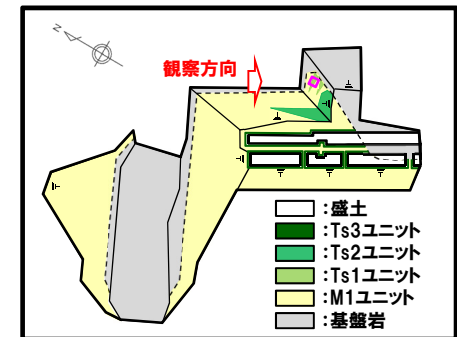 N
観察方向
:盛土
:Ts3ユニット
:Ts2ユニット
:Ts1ユニット
:M1ユニット
:基盤岩